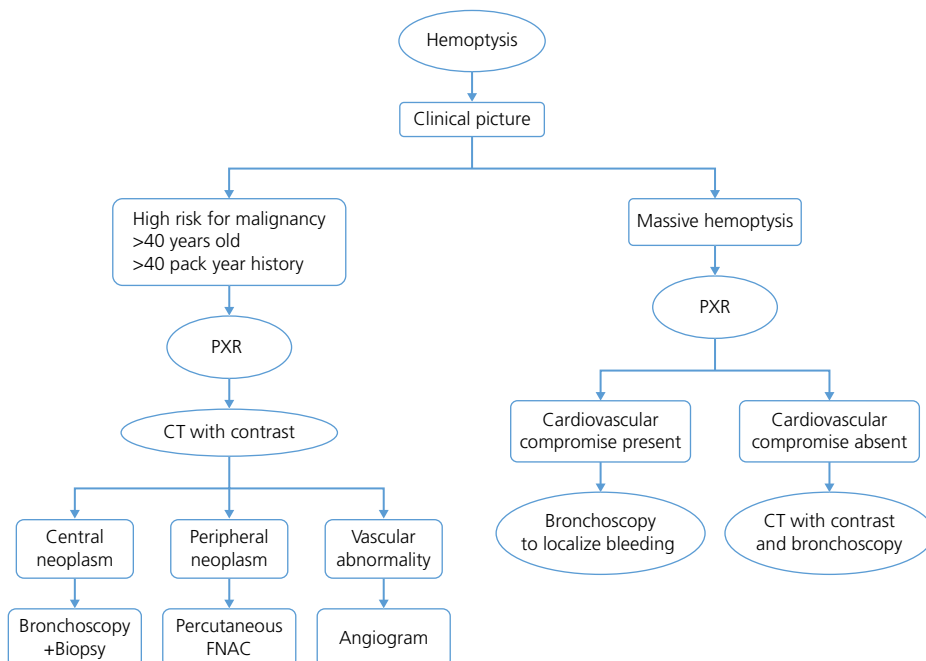 Hemoptysis
Clinical picture
High risk for malignancy
>40 years old
>40 pack year history
Massive hemoptysis
PXR
PXR
CT with contrast
Cardiovascular
compromise present
Cardiovascular
compromise absent
Bronchoscopy
to localize bleeding
CT with contrast
and bronchoscopy
Central
neoplasm
Peripheral
neoplasm
Vascular
abnormality
Bronchoscopy
+Biopsy
Percutaneous
FNAC
Angiogram